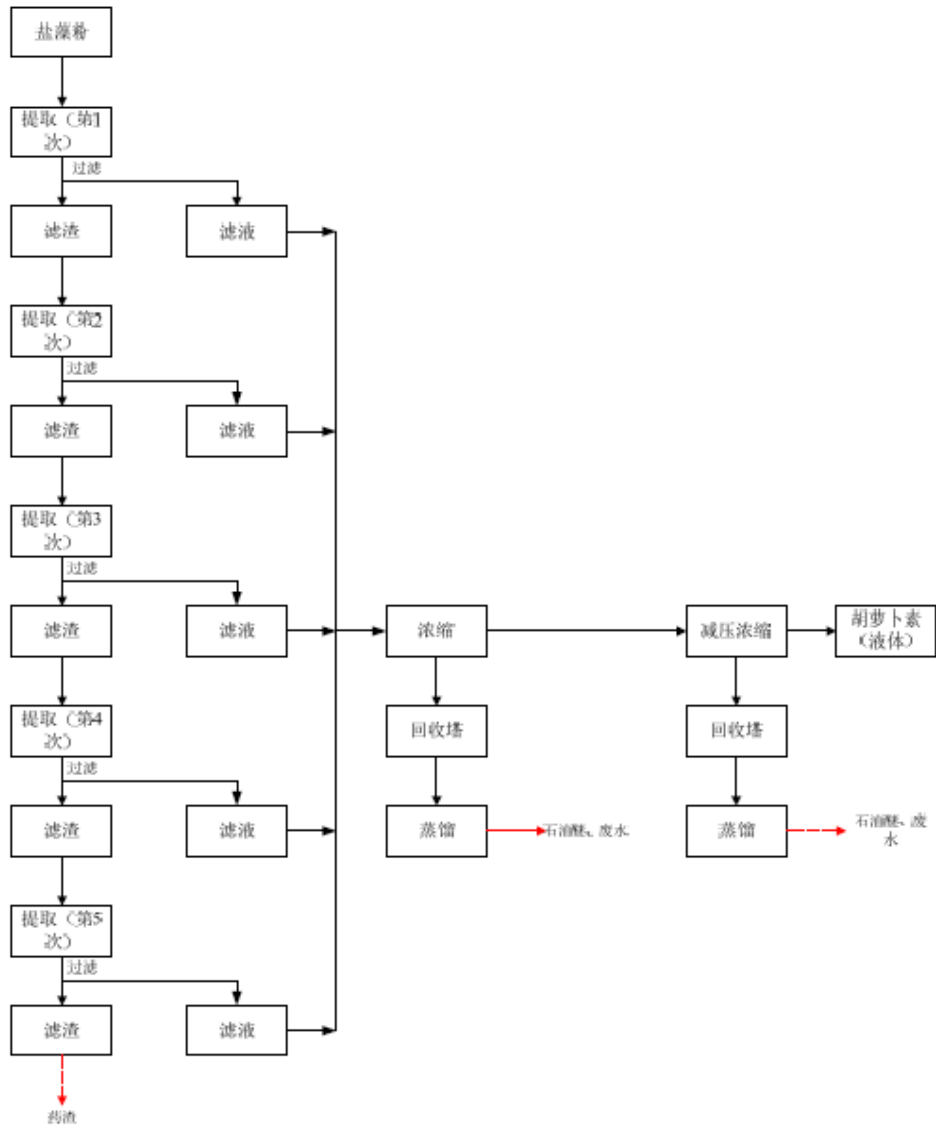 盐藻粉
提取（第1
次）
过滤
滤渣
滤液
提取（第2
次）
过滤
滤渣
滤液
提取（第3
次）
过滤
滤渣
滤液
浓缩
减压浓缩
胡萝卜素
（液体）
提取（第4
次）
过滤
回收塔
回收塔
滤渣
滤液
蒸馏
石油醚、废水
蒸馏
石油醚、废
水
提取（第5
次）
过滤
滤渣
滤液
药渣